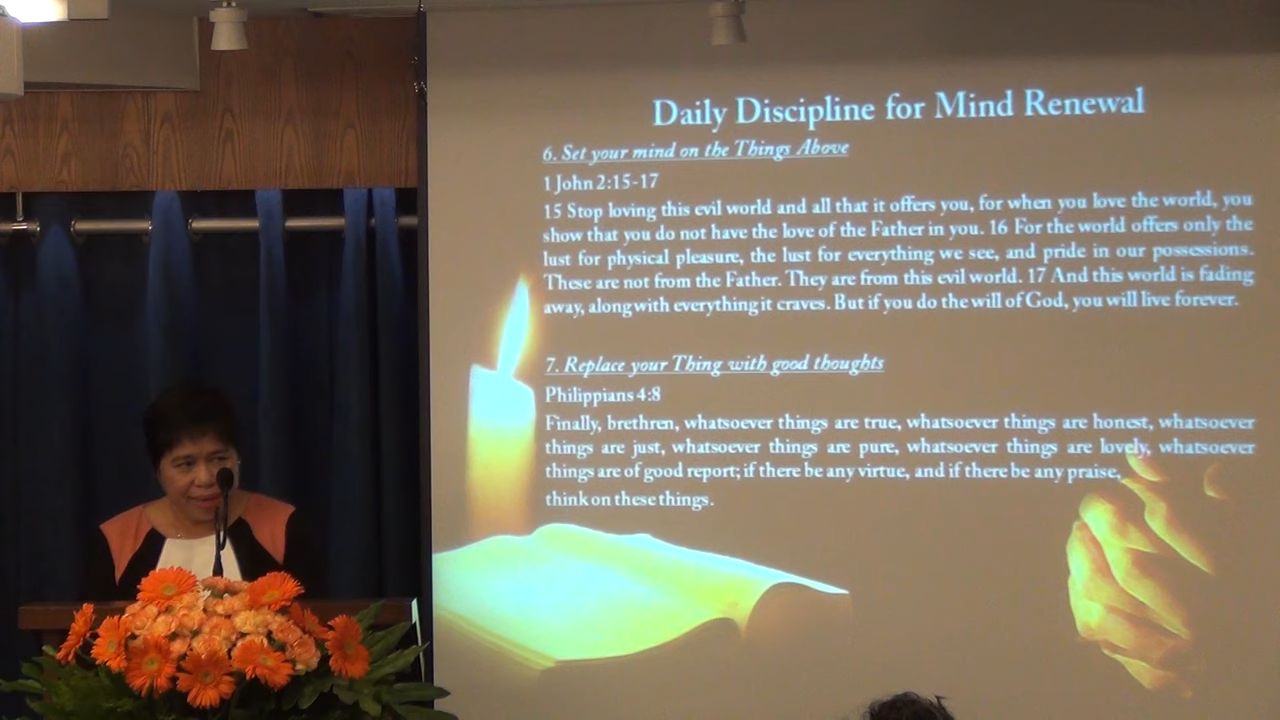 Daily Discipline for Mind Renewal
6. Set your mind on the Things Above
1 John 2:15-17
15 Stop loving this evil world and all that it offers you, for when you love the world, you
show that you do not have the love of the Father in you. 16 For the world offers only the
lust for physical pleasure, the lust for everything we see, and pride in our possessions.
These are not from the Father. They are from this evil world. 17 And this world is fading
away, along with everything it craves. But if you do the will of God, you will live forever.
7. Replace your Thing with good thoughts
Philippians 4:8
Finally, brethren, whatsoever things are true, whatsoever things are honest, whatsoever
things are just, whatsoever things are pure, whatsoever things are lovely, whatsoever
things are of good report; if there be any virtue, and if there be any praise,
think on these things.